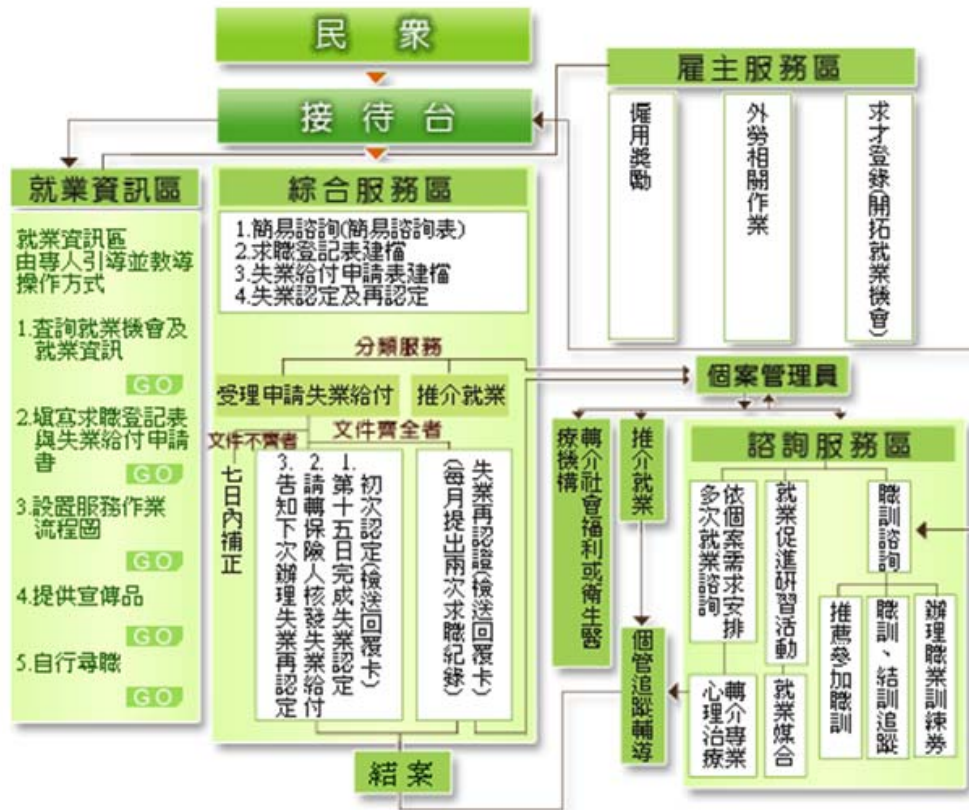 民眾
接待台
雇主服務區
僱用獎勵
外勞相關作業
求才登錄(開拓就業機會)
就業資訊區
就業資訊區
由專人引導並教導
操作方式
1.查詢就業機會及
就業資訊
GO
2.填寫求職登記表
與失業給付申請
書
GO
3.設置服務作業
流程圖
GO
4.提供宣傳品
GO
5.自行尋職
GO
綜合服務區
1.簡易諮詢(簡易諮詢表)
2.求職登記表建檔
3.失業給付申請表建檔
4.失業認定及再認定
分類服務
受理申請失業給付
推介就業
文件不齊者
文件齊全者
七日內補正
初次認定(檢送回覆卡)
1.第十五日完成失業認定
2.請轉保險人核發失業給付
3.告知下次辦理失業再認定
失業再認證(檢送回覆卡)
(每月提出兩次求職紀錄)
結案
個案管理員
轉介社會福利或衛生醫
療機構
推介就業
個管追蹤輔導
諮詢服務區
依個案需求安排
多次就業諮詢
轉介專業
心理治療
就業促進研習活動
就業媒合
職訓諮詢
推薦參加職訓
職訓、結訓追蹤
辦理職業訓練券